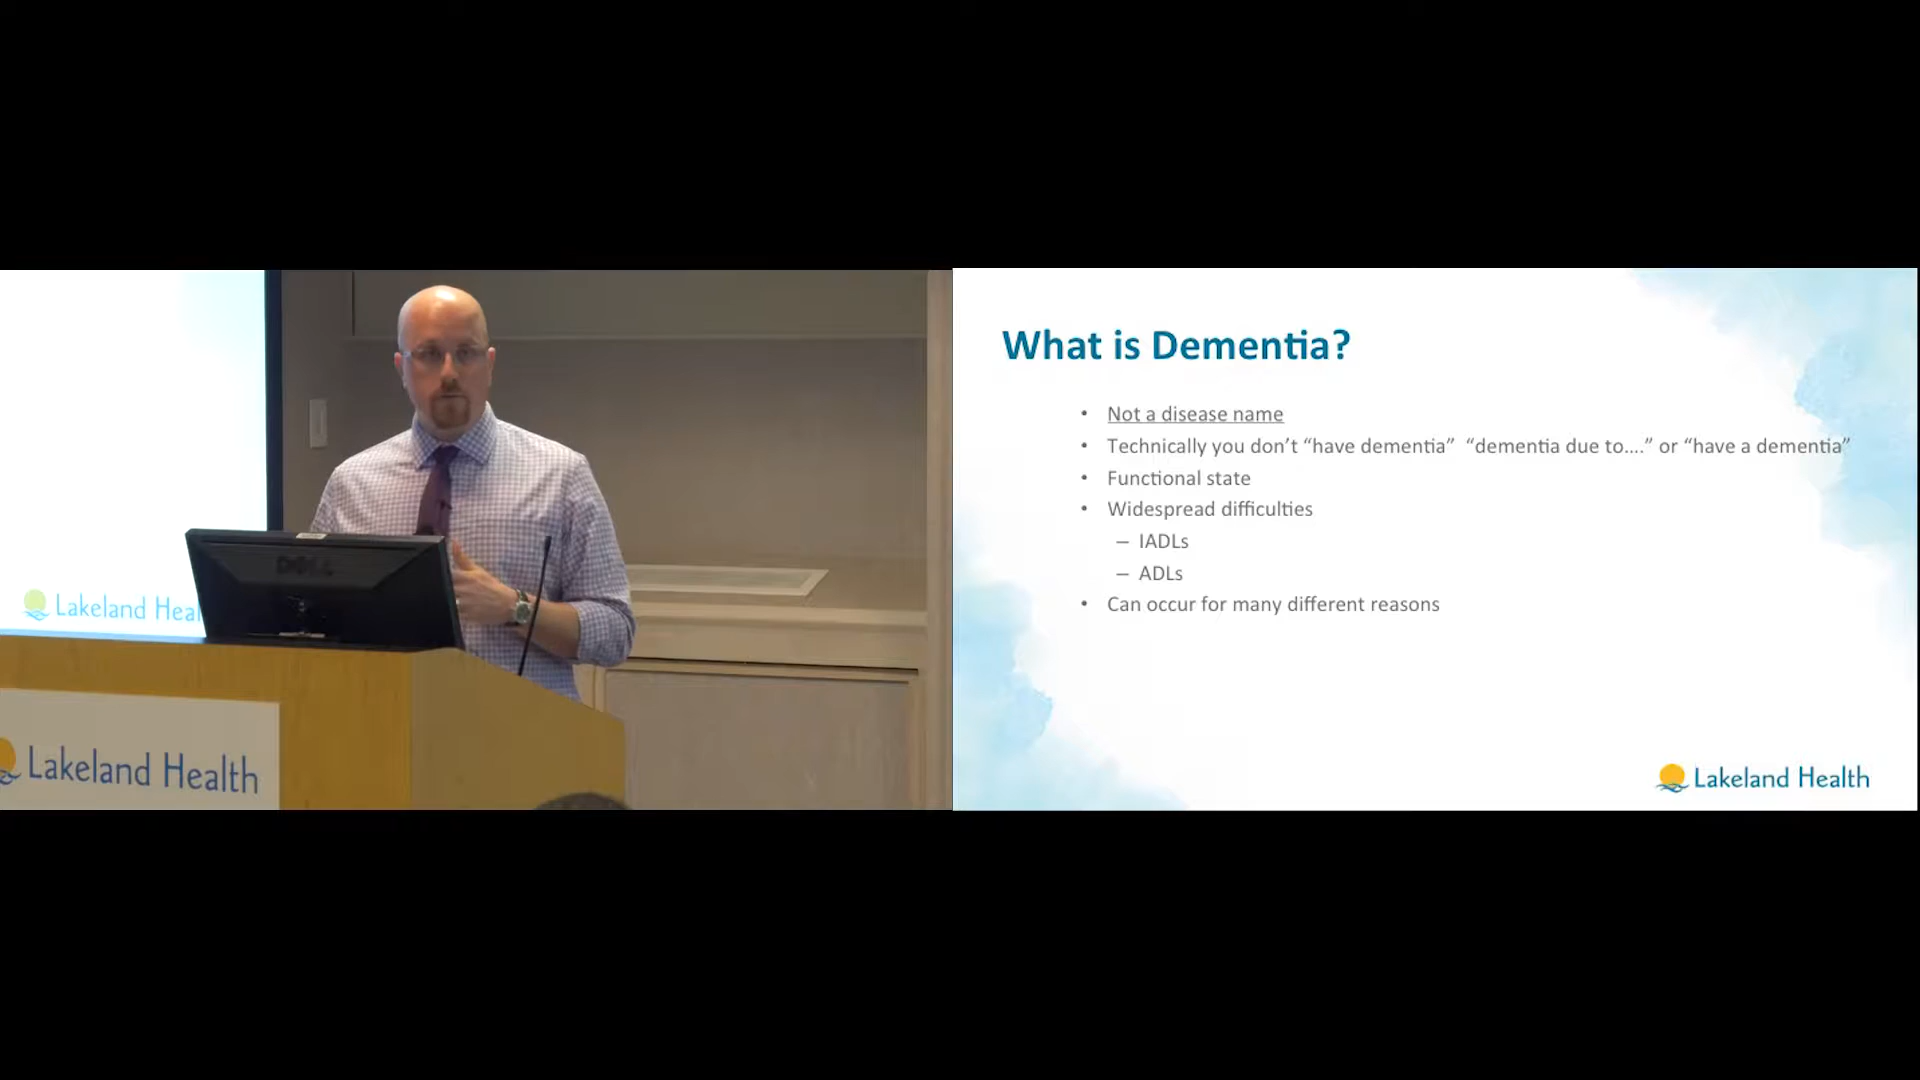 Lakeland Heal
DELL
Lakeland Health
What is Dementia?
• Not a disease name
• Technically you don’t “have dementia” “dementia due to....” or “have a dementia”
• Functional state
• Widespread difficulties
– IADLs
– ADLs
• Can occur for many different reasons
Lakeland Health